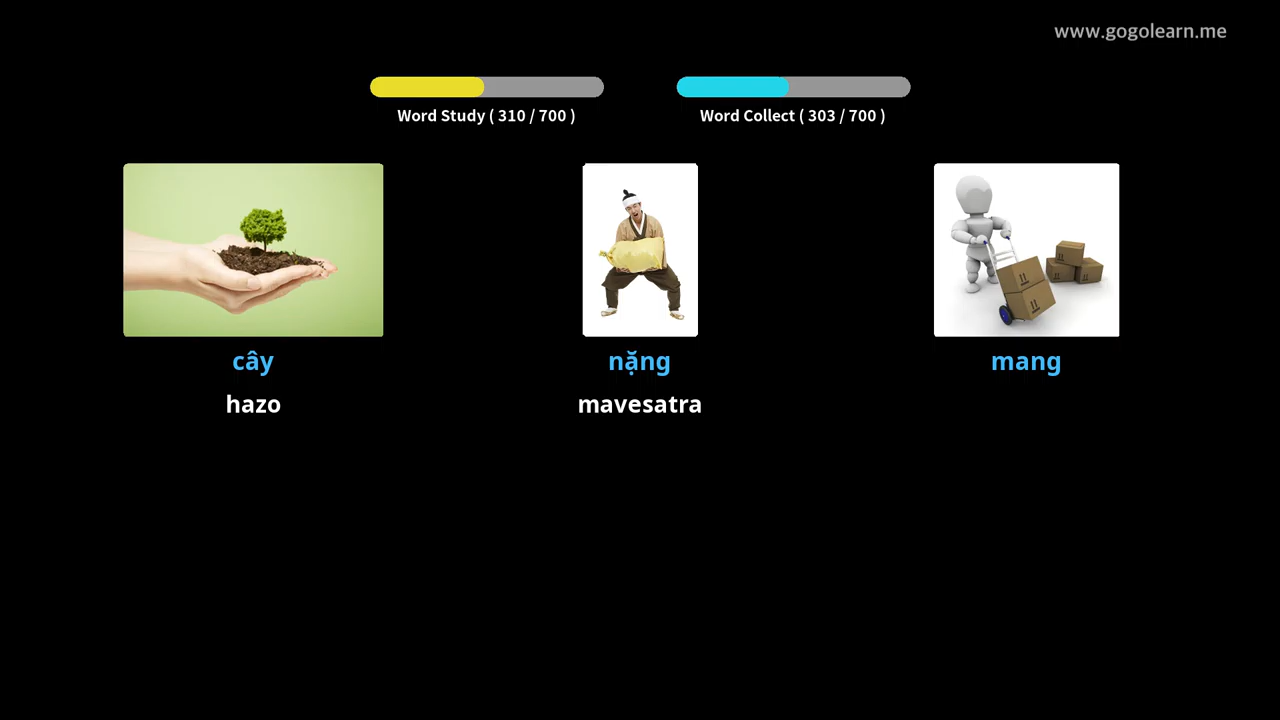 www.gogolearn.me
Word Study ( 310 / 700 )
Word Collect ( 303 / 700 )
cây
nặng
mang
hazo
mavesatra